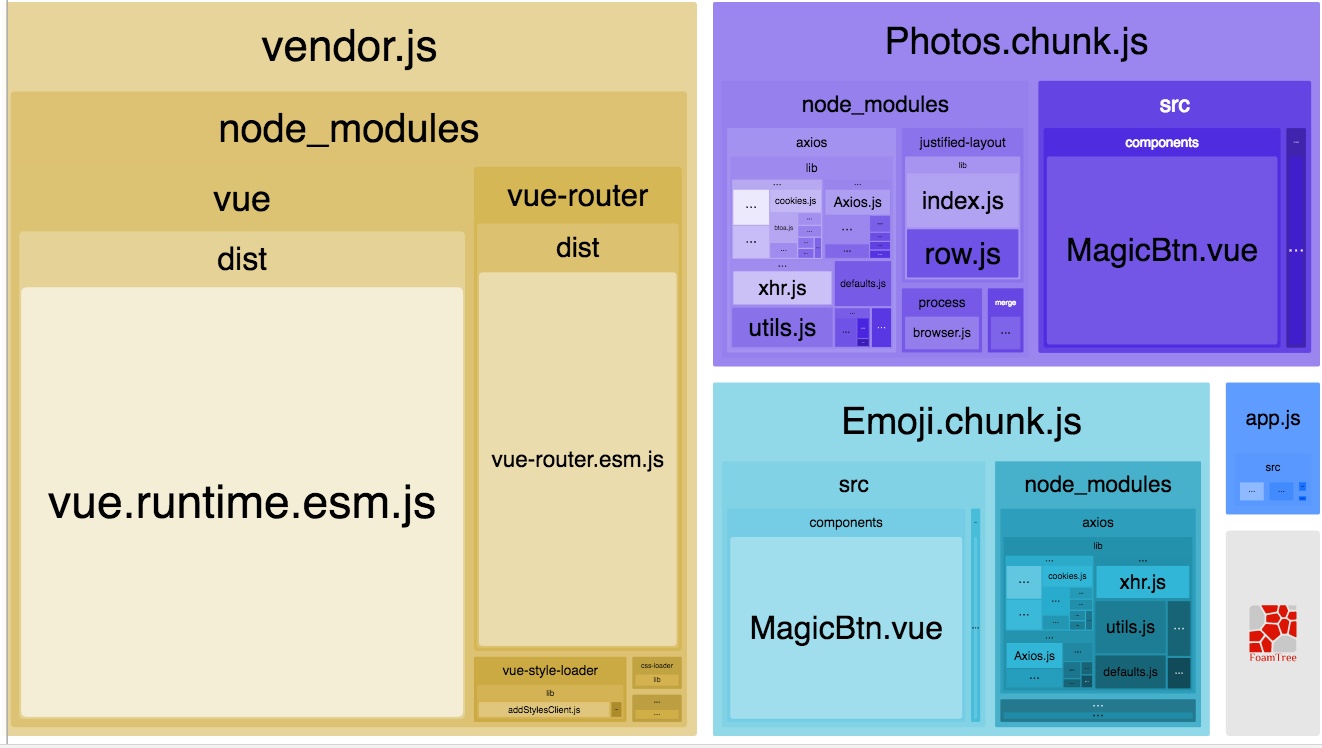 vendor.js
node_modules
vue
dist
vue.runtime.esm.js
vue-router
dist
vue-router.esm.js
vue-style-loader
lib
addStylesClient.js
...
css-loader
lib
...
...
Photos.chunk.js
node_modules
axios
lib
...
...
...
cookies.js
btoa.js
...
...
...
Axios.js
...
...
...
...
xhr.js
utils.js
defaults.js
...
...
...
justified-layout
lib
index.js
row.js
process
browser.js
merge
...
src
components
MagicBtn.vue
...
...
Emoji.chunk.js
src
components
MagicBtn.vue
...
node_modules
axios
lib
...
...
...
cookies.js
...
...
...
Axios.js
...
...
...
xhr.js
utils.js
...
defaults.js
...
...
...
app.js
src
...
...
FoamTree